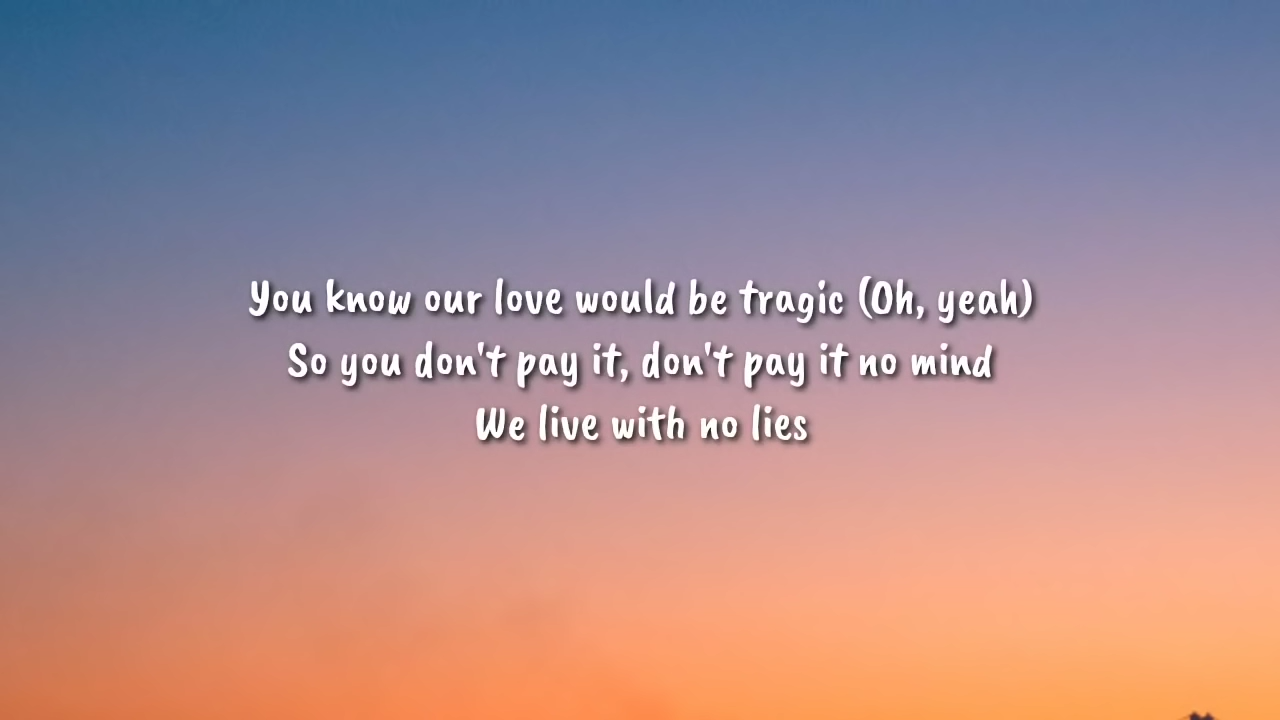 You know our love would be tragic (Oh, yeah)
So you don't pay it, don't pay it no mind
We live with no lies